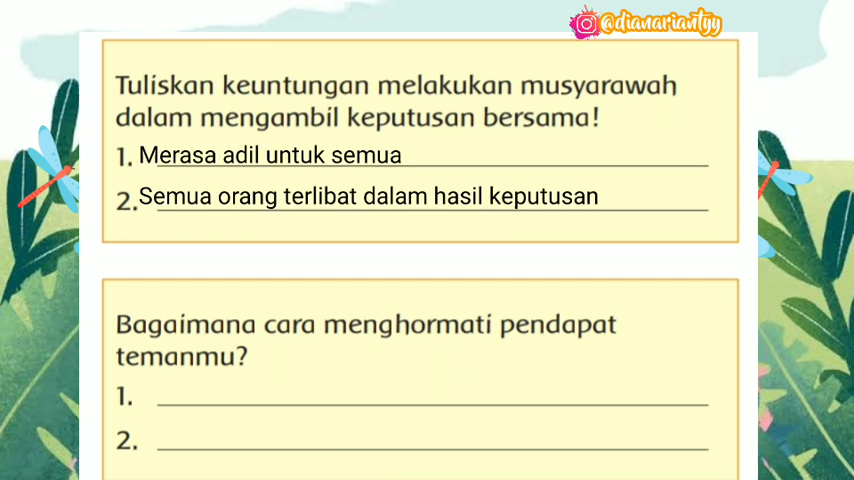 @dianariantyy
Tuliskan keuntungan melakukan musyarawah
dalam mengambil keputusan bersama!
1. Merasa adil untuk semua
2. Semua orang terlibat dalam hasil keputusan
Bagaimana cara menghormati pendapat
temanmu?
1.
2.